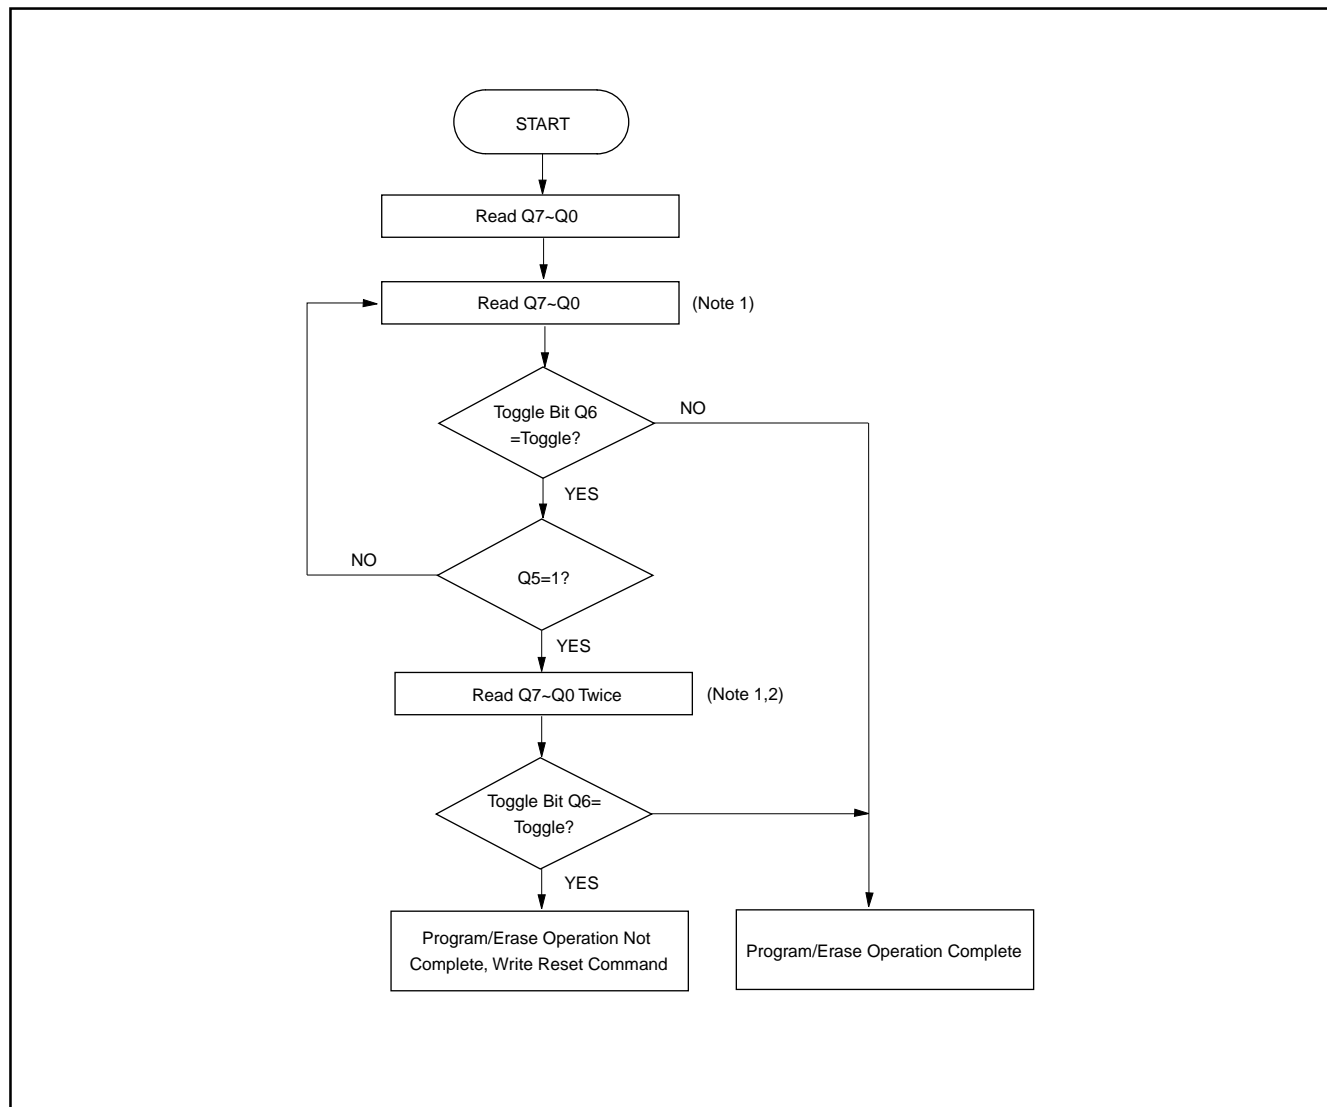 START
Read Q7~Q0
Read Q7~Q0
(Note 1)
Toggle Bit Q6
=Toggle?
NO
YES
NO
Q5=1?
YES
Read Q7~Q0 Twice
(Note 1,2)
Toggle Bit Q6=
Toggle?
YES
Program/Erase Operation Not
Complete, Write Reset Command
Program/Erase Operation Complete